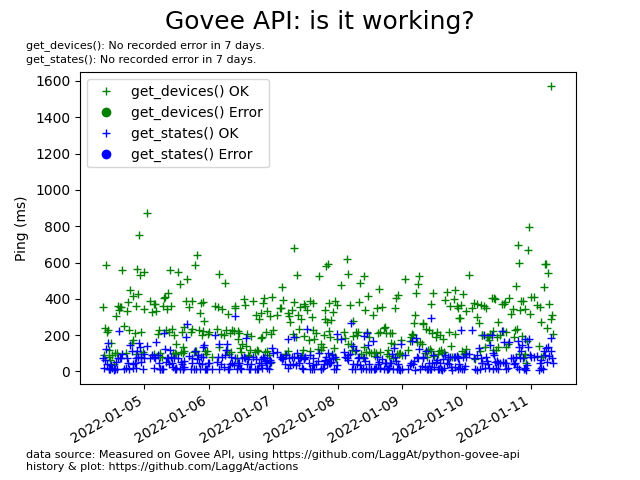 Govee API: is it working?
get_devices(): No recorded error in 7 days.
get_states(): No recorded error in 7 days.
get_devices() OK
get_devices() Error
get_states() OK
get_states() Error
Ping (ms)
1600
1400
1200
1000
800
600
400
200
0
2022-01-05
2022-01-06
2022-01-07
2022-01-08
2022-01-09
2022-01-10
2022-01-11
data source: Measured on Govee API, using https://github.com/LaggAt/python-govee-api
history & plot: https://github.com/LaggAt/actions